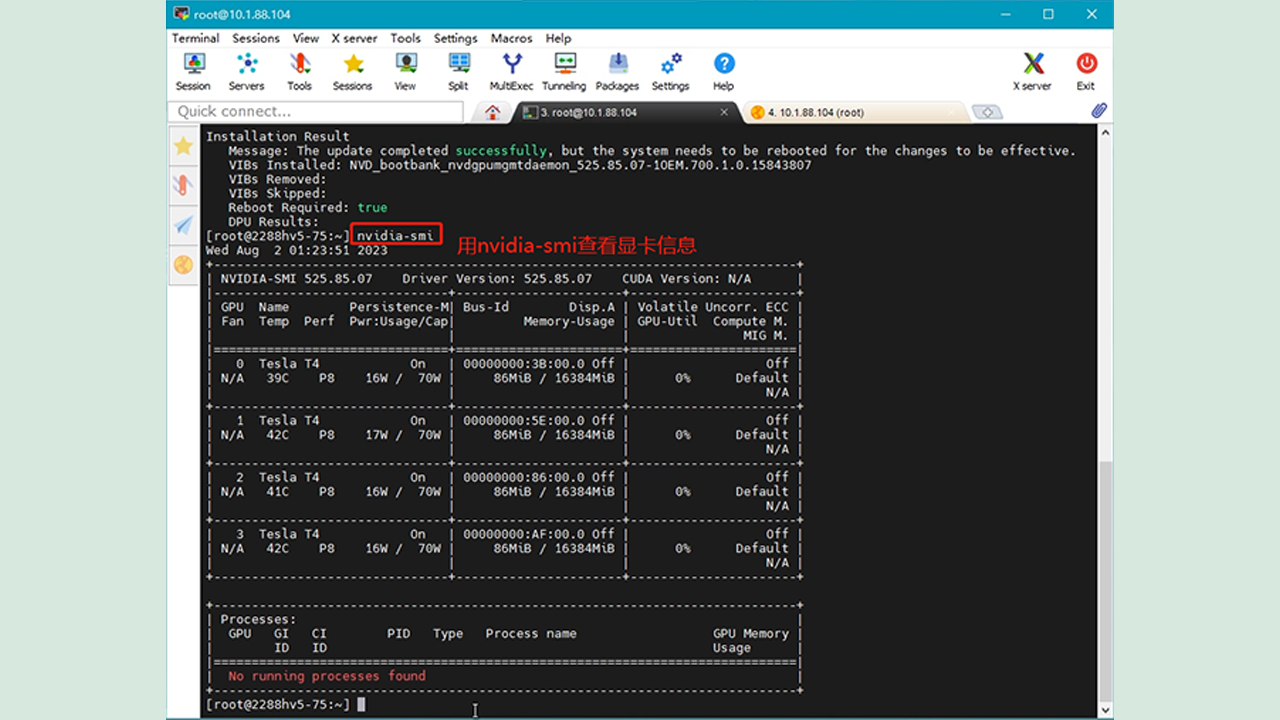 root@10.1.88.104
Terminal Sessions View X server Tools Settings Macros Help
Session Servers Tools Sessions View Split MultiExec Tunneling Packages Settings Help X server Exit
Quick connect...
3. root@10.1.88.104
4. 10.1.88.104 (root)
Installation Result
Message: The update completed successfully, but the system needs to be rebooted for the changes to be effective.
VIBs Installed: NVD_bootbank_nvdgpumgmtdaemon_525.85.07-1OEM.700.1.0.15843807
VIBs Removed:
VIBs Skipped:
Reboot Required: true
DPU Results:
[root@2288hv5-75:~] nvidia-smi
用nvidia-smi查看显卡信息
Wed Aug  2 01:23:51 2023
NVIDIA-SMI 525.85.07    Driver Version: 525.85.07    CUDA Version: N/A
GPU  Name        Persistence-M| Bus-Id        Disp.A | Volatile Uncorr. ECC
Fan  Temp  Perf  Pwr:Usage/Cap|         Memory-Usage | GPU-Util  Compute M.
MIG M.
0  Tesla T4            On   | 00000000:3B:00.0 Off |                  Off
N/A   39C    P8    16W /  70W |     86MiB / 16384MiB |      0%      Default
N/A
1  Tesla T4            On   | 00000000:5E:00.0 Off |                  Off
N/A   42C    P8    17W /  70W |     86MiB / 16384MiB |      0%      Default
N/A
2  Tesla T4            On   | 00000000:86:00.0 Off |                  Off
N/A   41C    P8    16W /  70W |     86MiB / 16384MiB |      0%      Default
N/A
3  Tesla T4            On   | 00000000:AF:00.0 Off |                  Off
N/A   42C    P8    16W /  70W |     86MiB / 16384MiB |      0%      Default
N/A
Processes:
GPU   GI   CI        PID   Type   Process name                  GPU Memory
ID   ID                                                   Usage
No running processes found
[root@2288hv5-75:~]